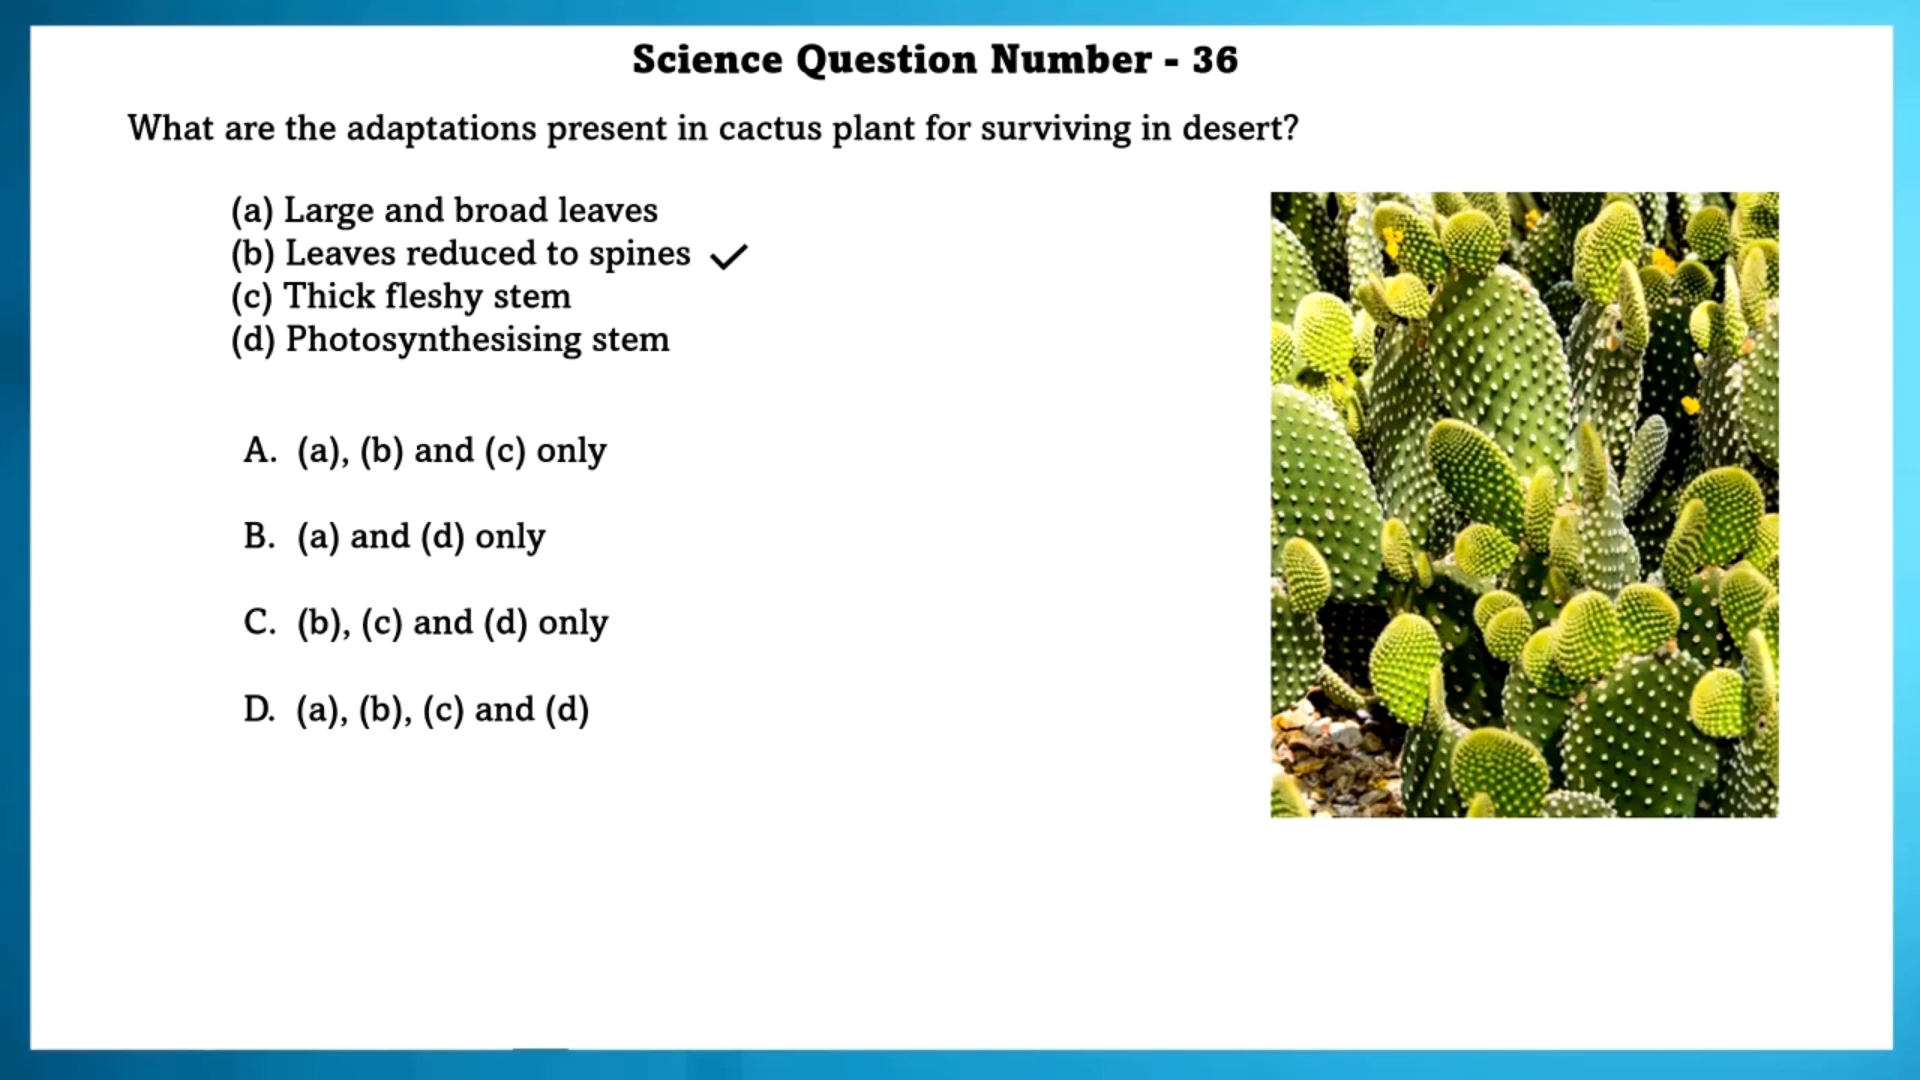 Science Question Number - 36
What are the adaptations present in cactus plant for surviving in desert?
(a) Large and broad leaves
(b) Leaves reduced to spines ✓
(c) Thick fleshy stem
(d) Photosynthesising stem
A. (a), (b) and (c) only
B. (a) and (d) only
C. (b), (c) and (d) only
D. (a), (b), (c) and (d)